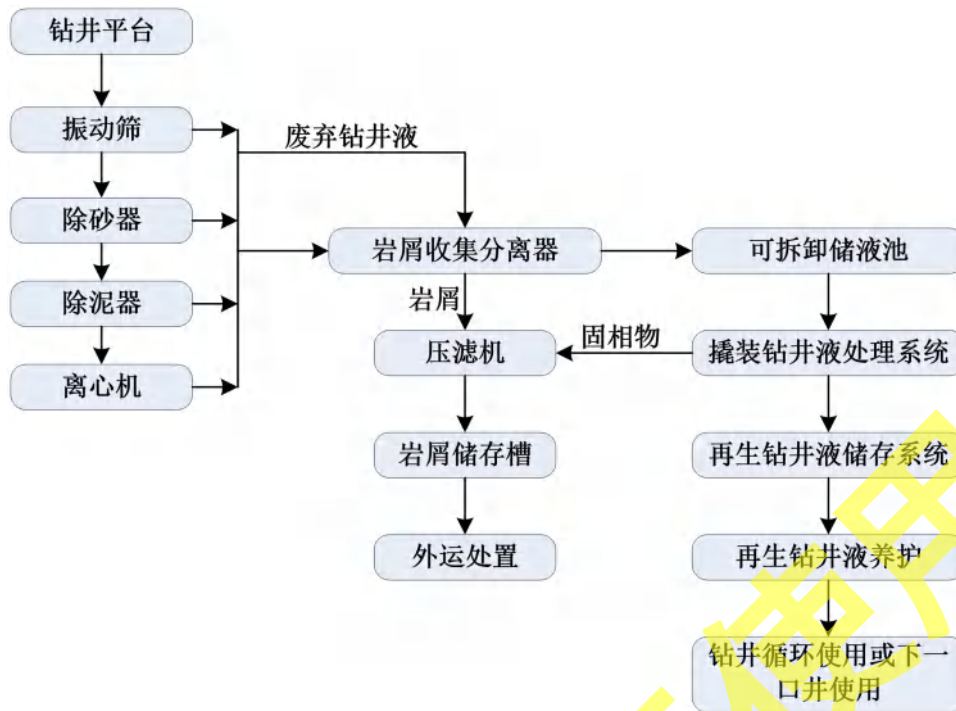 钻井平台
振动筛
废弃钻井液
除砂器
岩屑收集分离器
可拆卸储液池
除泥器
岩屑
压滤机
固相物
撬装钻井液处理系统
离心机
岩屑储存槽
再生钻井液储存系统
外运处置
再生钻井液养护
钻井循环使用或下一
口井使用
使用